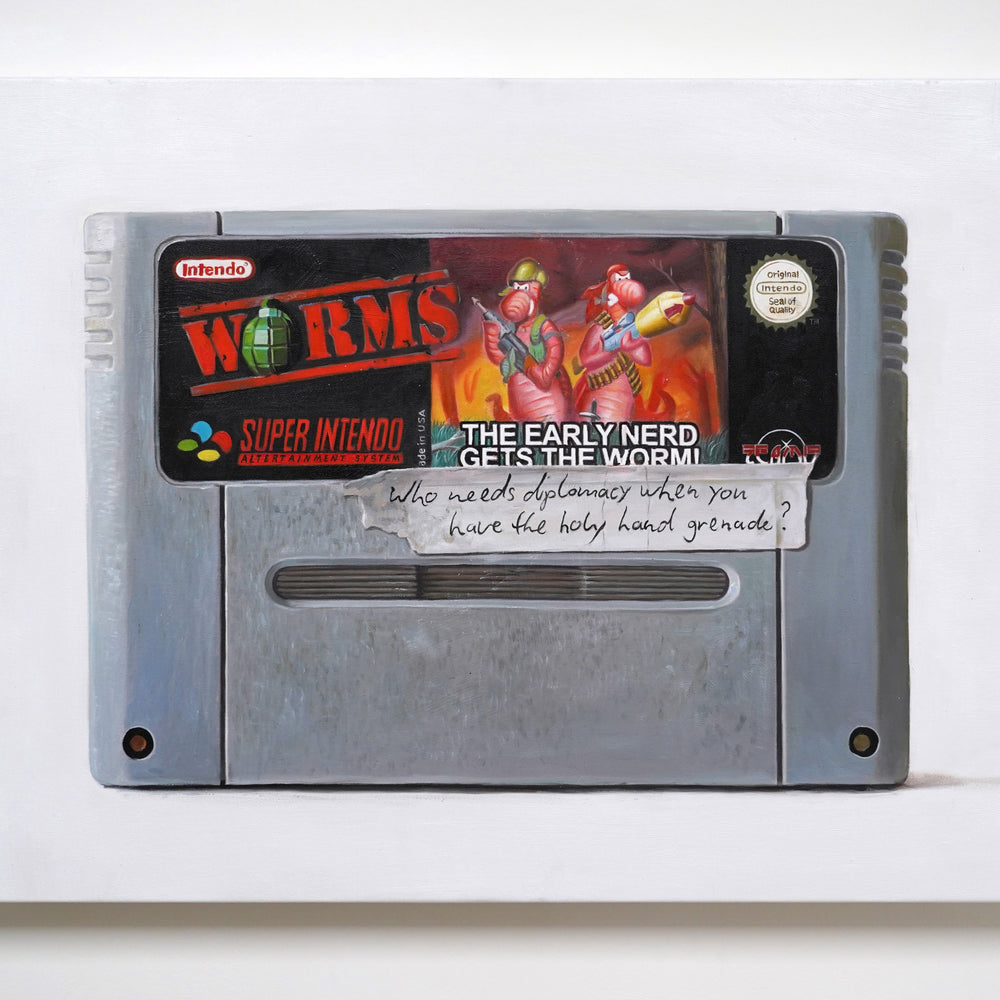 Intendo
WORMS
Original
Intendo
Seal of
Quality
TM
SUPER INTENDO
ALTERTAINMENT SYSTEM
ade in USA
THE EARLY NERD
GETS THE WORM!
Who needs diplomacy when you
have the holy hand grenade?